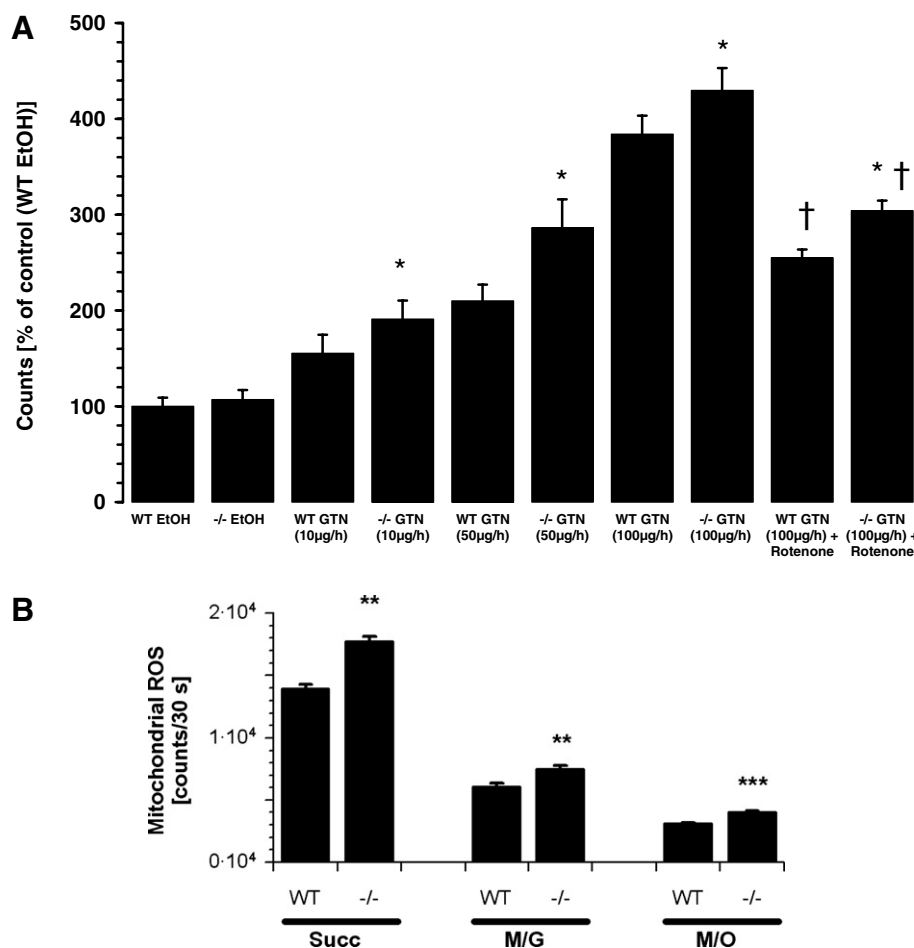 A
Counts [% of control (WT EtOH)]
500
400
300
200
100
0
*
*
*
†
* †
WT EtOH
-/- EtOH
WT GTN
(10µg/h)
-/- GTN
(10µg/h)
WT GTN
(50µg/h)
-/- GTN
(50µg/h)
WT GTN
(100µg/h)
-/- GTN
(100µg/h)
WT GTN
(100µg/h) +
Rotenone
-/- GTN
(100µg/h) +
Rotenone
B
Mitochondrial ROS
[counts/30 s]
2·10⁴
1·10⁴
0·10⁴
**
**
***
WT
-/-
WT
-/-
WT
-/-
Succ
M/G
M/O